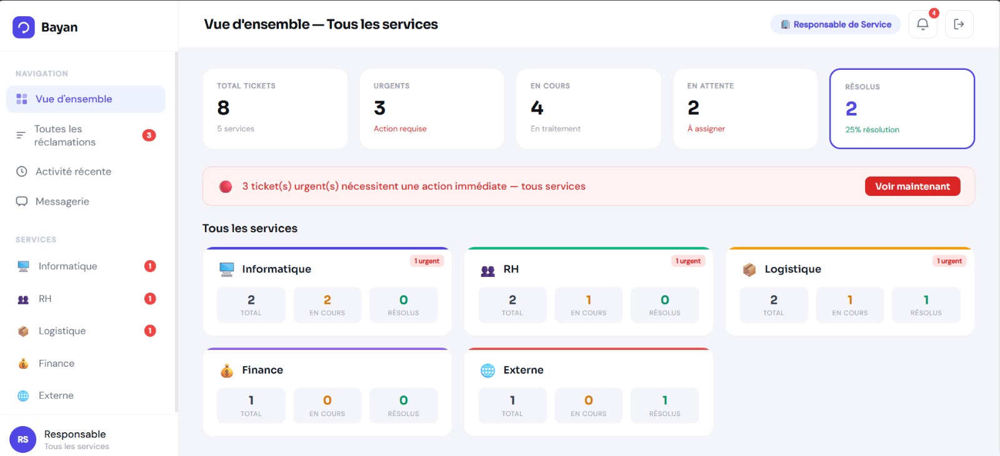 Bayan
Vue d'ensemble — Tous les services
Responsable de Service
4
NAVIGATION
Vue d'ensemble
Toutes les
réclamations
3
Activité récente
Messagerie
SERVICES
Informatique
1
RH
1
Logistique
1
Finance
Externe
RS
Responsable
Tous les services
TOTAL TICKETS
8
5 services
URGENTS
3
Action requise
EN COURS
4
En traitement
EN ATTENTE
2
À assigner
RÉSOLUS
2
25% résolution
3 ticket(s) urgent(s) nécessitent une action immédiate — tous services
Voir maintenant
Tous les services
1 urgent
Informatique
2
TOTAL
2
EN COURS
0
RÉSOLUS
1 urgent
RH
2
TOTAL
1
EN COURS
0
RÉSOLUS
1 urgent
Logistique
2
TOTAL
1
EN COURS
1
RÉSOLUS
Finance
1
TOTAL
0
EN COURS
0
RÉSOLUS
Externe
1
TOTAL
0
EN COURS
1
RÉSOLUS